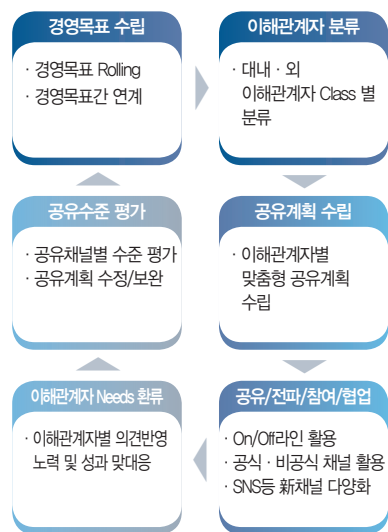 경영목표 수립
· 경영목표 Rolling
· 경영목표간 연계
이해관계자 분류
· 대내 · 외
이해관계자 Class 별
분류
공유수준 평가
· 공유채널별 수준 평가
· 공유계획 수정/보완
공유계획 수립
· 이해관계자별
맞춤형 공유계획
수립
이해관계자 Needs 환류
· 이해관계자별 의견반영
노력 및 성과 맞대응
공유/전파/참여/협업
· On/Off라인 활용
· 공식 · 비공식 채널 활용
· SNS등 新채널 다양화